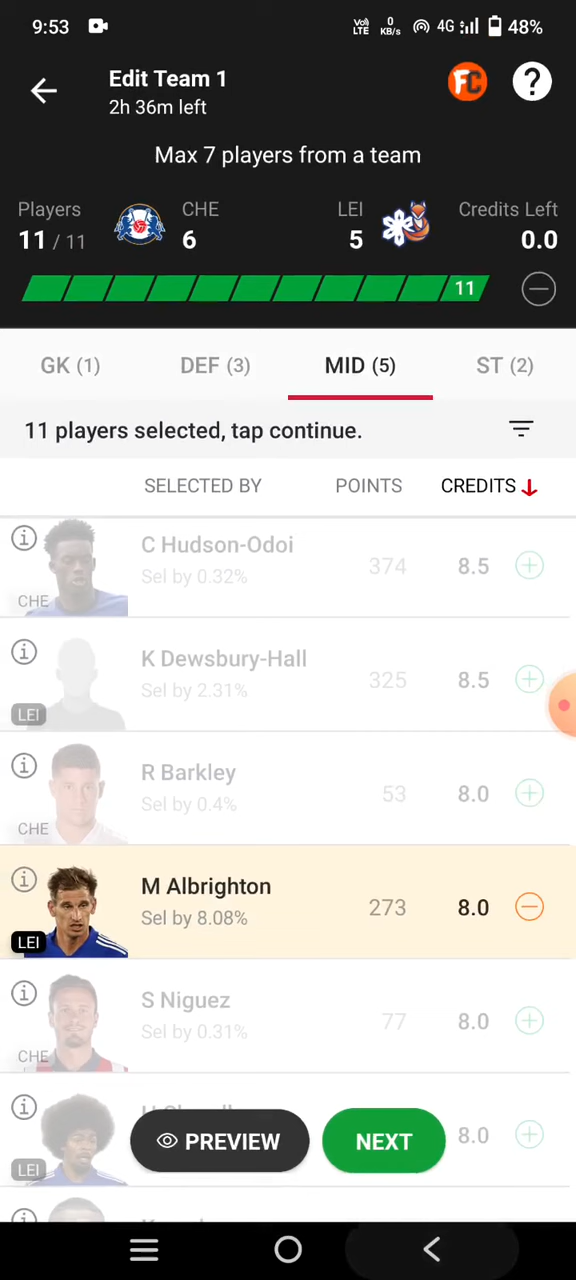 9:53
Vo)
LTE
0
KB/s
4G
48%
Edit Team 1
2h 36m left
FC
?
Max 7 players from a team
Players
11 / 11
CHE
6
LEI
5
Credits Left
0.0
11
GK (1)
DEF (3)
MID (5)
ST (2)
11 players selected, tap continue.
SELECTED BY
POINTS
CREDITS
C Hudson-Odoi
Sel by 0.32%
374
8.5
CHE
K Dewsbury-Hall
Sel by 2.31%
325
8.5
LEI
R Barkley
Sel by 0.4%
53
8.0
CHE
M Albrighton
Sel by 8.08%
273
8.0
LEI
S Niguez
Sel by 0.31%
77
8.0
CHE
8.0
LEI
PREVIEW
NEXT